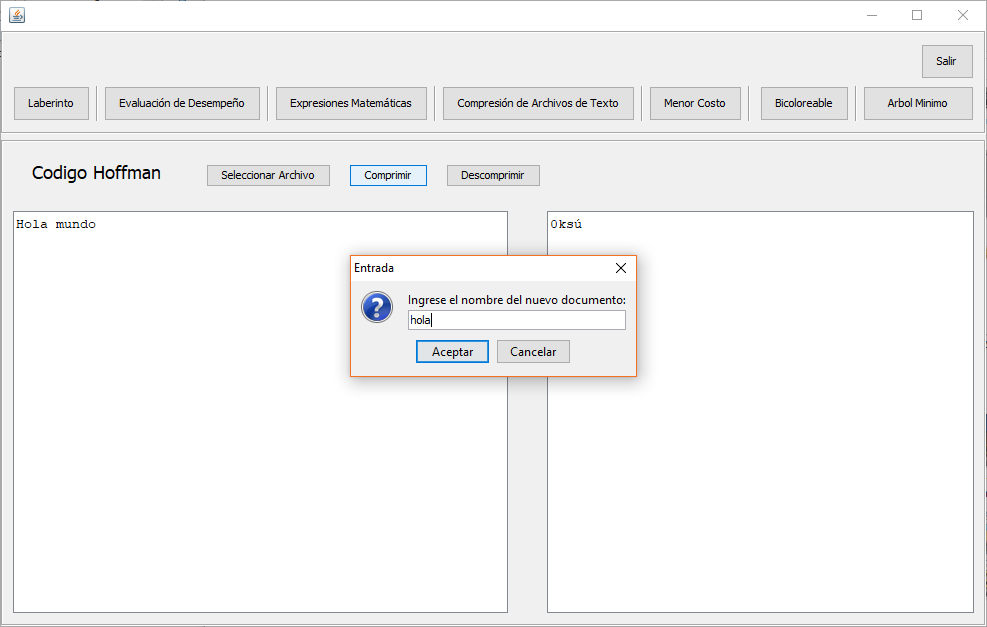 Salir
Laberinto Evaluación de Desempeño Expresiones Matemáticas Compresión de Archivos de Texto Menor Costo Bicoloreable Arbol Minimo
Codigo Hoffman Seleccionar Archivo Comprimir Descomprimir
Hola mundo
Oksú
Entrada
Ingrese el nombre del nuevo documento:
hola
Aceptar Cancelar